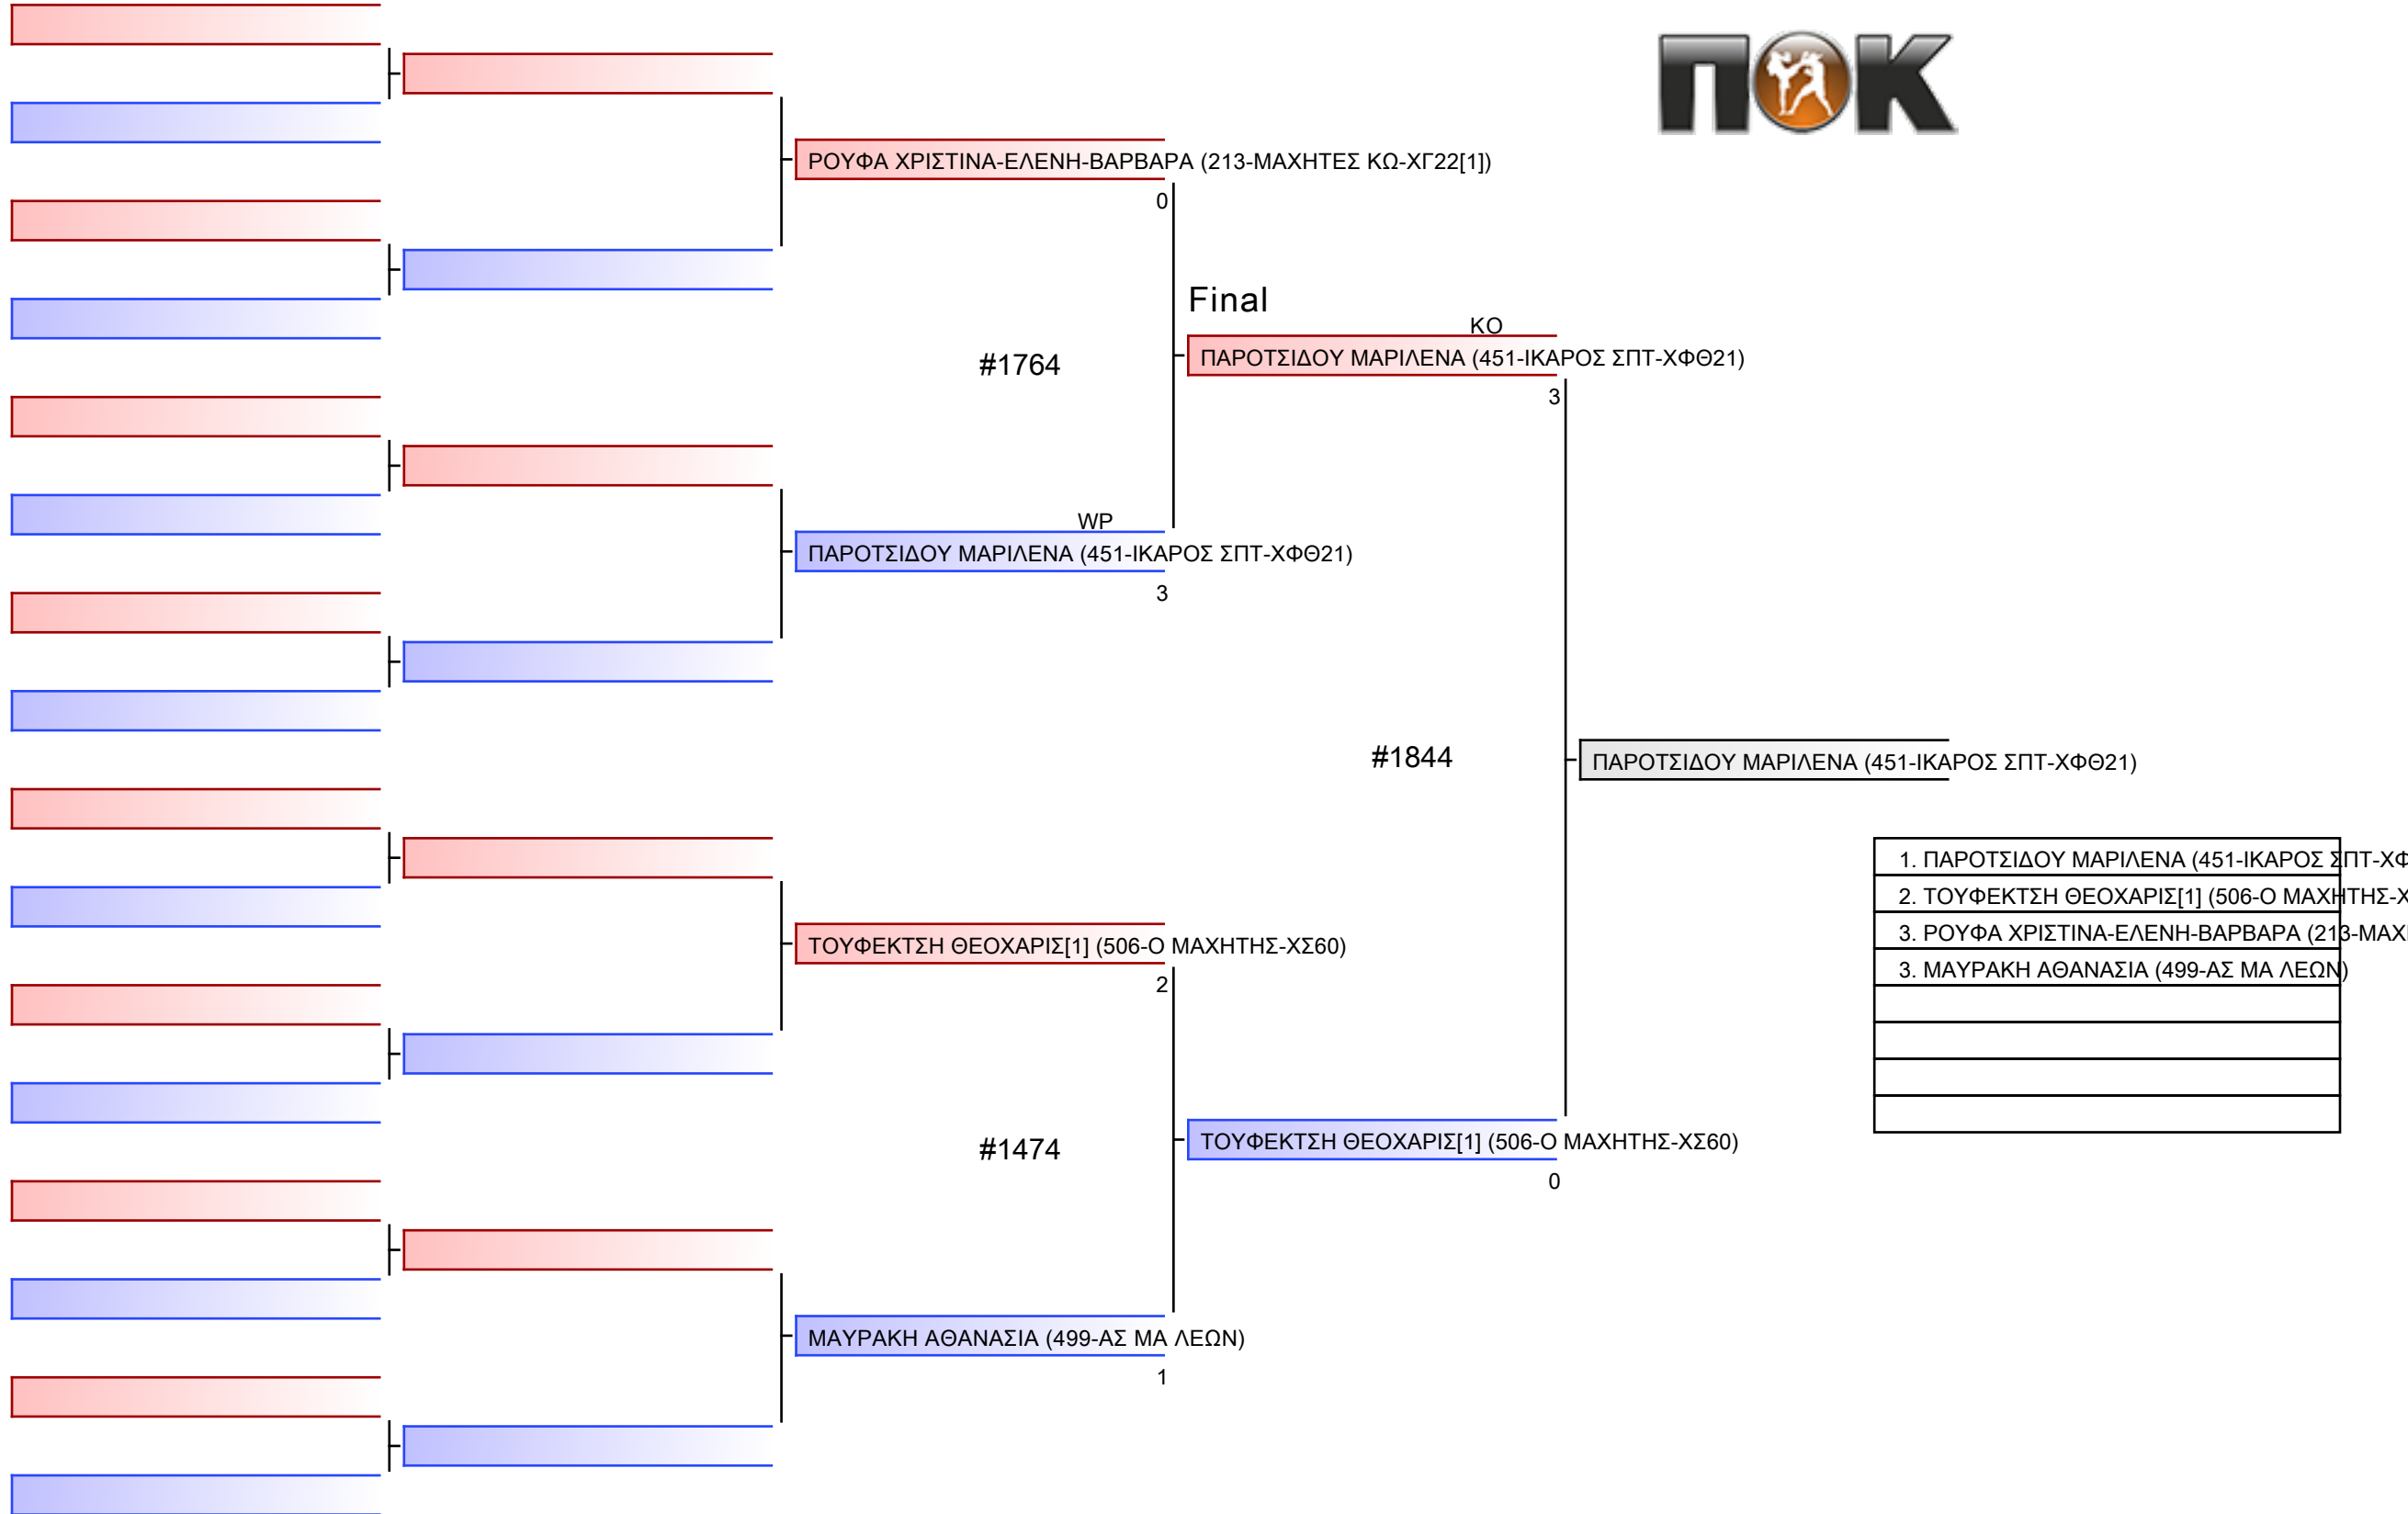 ΠΟΚ
ΡΟΥΦΑ ΧΡΙΣΤΙΝΑ-ΕΛΕΝΗ-ΒΑΡΒΑΡΑ (213-ΜΑΧΗΤΕΣ ΚΩ-ΧΓ22[1])
0
Final
KO
#1764
ΠΑΡΟΤΣΙΔΟΥ ΜΑΡΙΛΕΝΑ (451-ΙΚΑΡΟΣ ΣΠΤ-ΧΦΘ21)
3
WP
ΠΑΡΟΤΣΙΔΟΥ ΜΑΡΙΛΕΝΑ (451-ΙΚΑΡΟΣ ΣΠΤ-ΧΦΘ21)
3
#1844
ΠΑΡΟΤΣΙΔΟΥ ΜΑΡΙΛΕΝΑ (451-ΙΚΑΡΟΣ ΣΠΤ-ΧΦΘ21)
1. ΠΑΡΟΤΣΙΔΟΥ ΜΑΡΙΛΕΝΑ (451-ΙΚΑΡΟΣ ΣΠΤ-ΧΦ
2. ΤΟΥΦΕΚΤΣΗ ΘΕΟΧΑΡΙΣ[1] (506-Ο ΜΑΧΗΤΗΣ-Χ
3. ΡΟΥΦΑ ΧΡΙΣΤΙΝΑ-ΕΛΕΝΗ-ΒΑΡΒΑΡΑ (213-ΜΑΧ
3. ΜΑΥΡΑΚΗ ΑΘΑΝΑΣΙΑ (499-ΑΣ ΜΑ ΛΕΩΝ)
ΤΟΥΦΕΚΤΣΗ ΘΕΟΧΑΡΙΣ[1] (506-Ο ΜΑΧΗΤΗΣ-ΧΣ60)
2
#1474
ΤΟΥΦΕΚΤΣΗ ΘΕΟΧΑΡΙΣ[1] (506-Ο ΜΑΧΗΤΗΣ-ΧΣ60)
0
ΜΑΥΡΑΚΗ ΑΘΑΝΑΣΙΑ (499-ΑΣ ΜΑ ΛΕΩΝ)
1